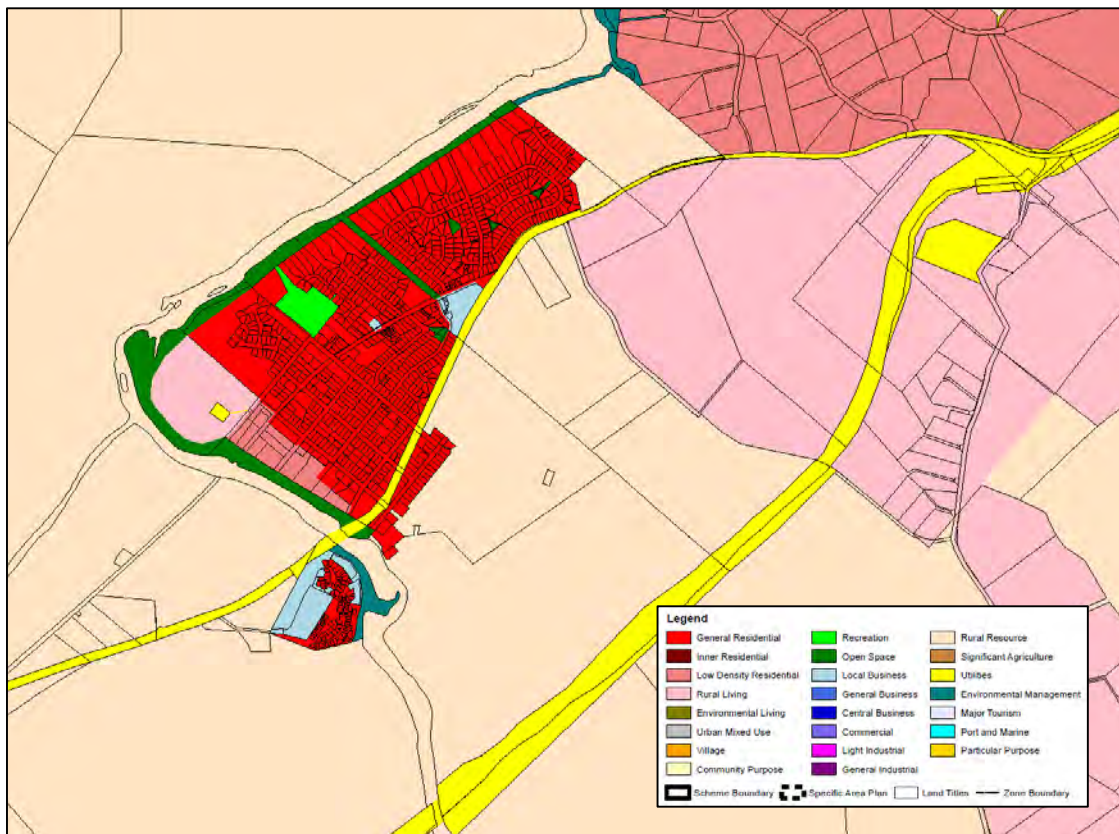 Legend
General Residential
Recreation
Rural Resource
Inner Residential
Open Space
Significant Agriculture
Low Density Residential
Local Business
Utilities
Rural Living
General Business
Environmental Management
Environmental Living
Central Business
Major Tourism
Urban Mixed Use
Commercial
Port and Marine
Village
Light Industrial
Particular Purpose
Community Purpose
General Industrial
Scheme Boundary
Specific Area Plan
Land Titles
Zone Boundary